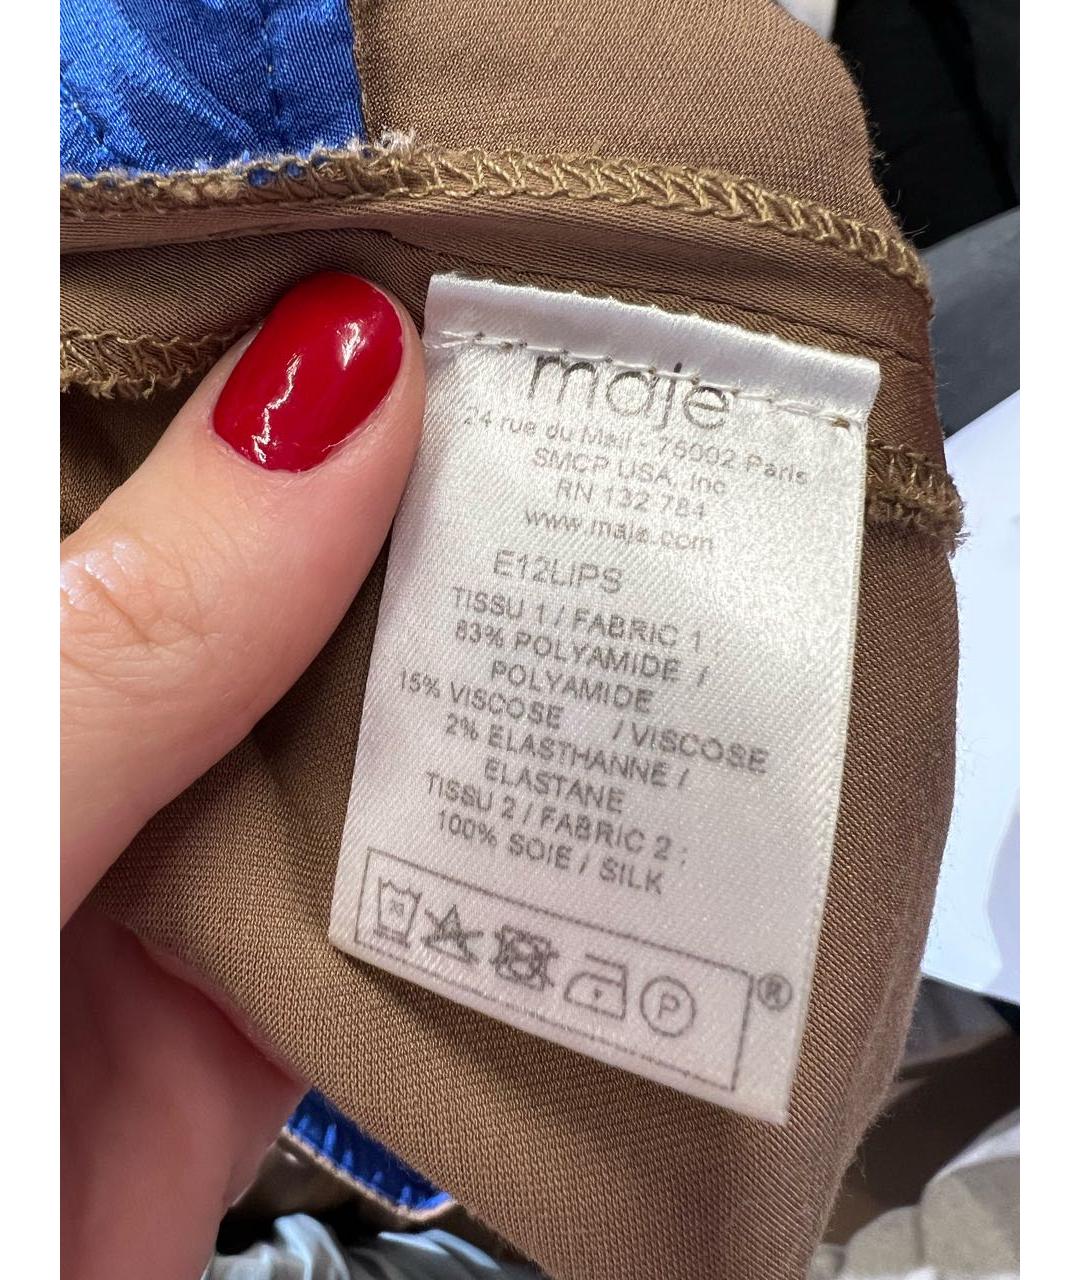 maje
24 rue du Mail - 75002 Paris
SMCP USA, Inc
RN 132 784
www.maje.com
E12LIPS
TISSU 1 / FABRIC 1 :
83% POLYAMIDE /
POLYAMIDE
15% VISCOSE / VISCOSE
2% ELASTHANNE /
ELASTANE
TISSU 2 / FABRIC 2 :
100% SOIE / SILK
30
P
®